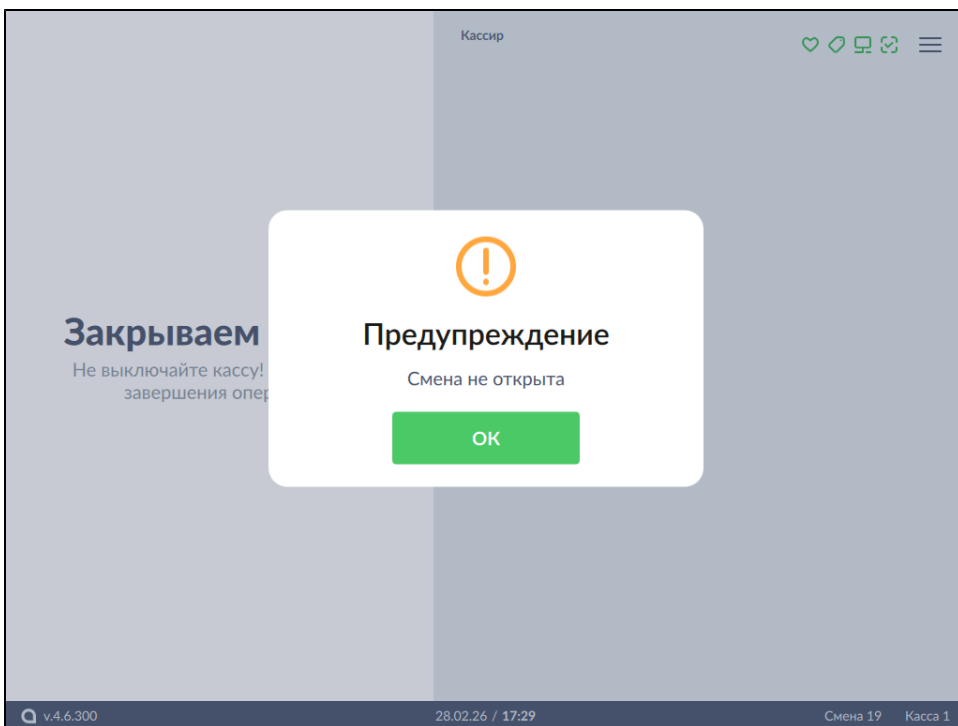 Кассир
Предупреждение
Закрываем
Смена не открыта
Не выключайте кассу!
завершения опер
ОК
v.4.6.300
28.02.26 / 17:29
Смена 19
Касса 1